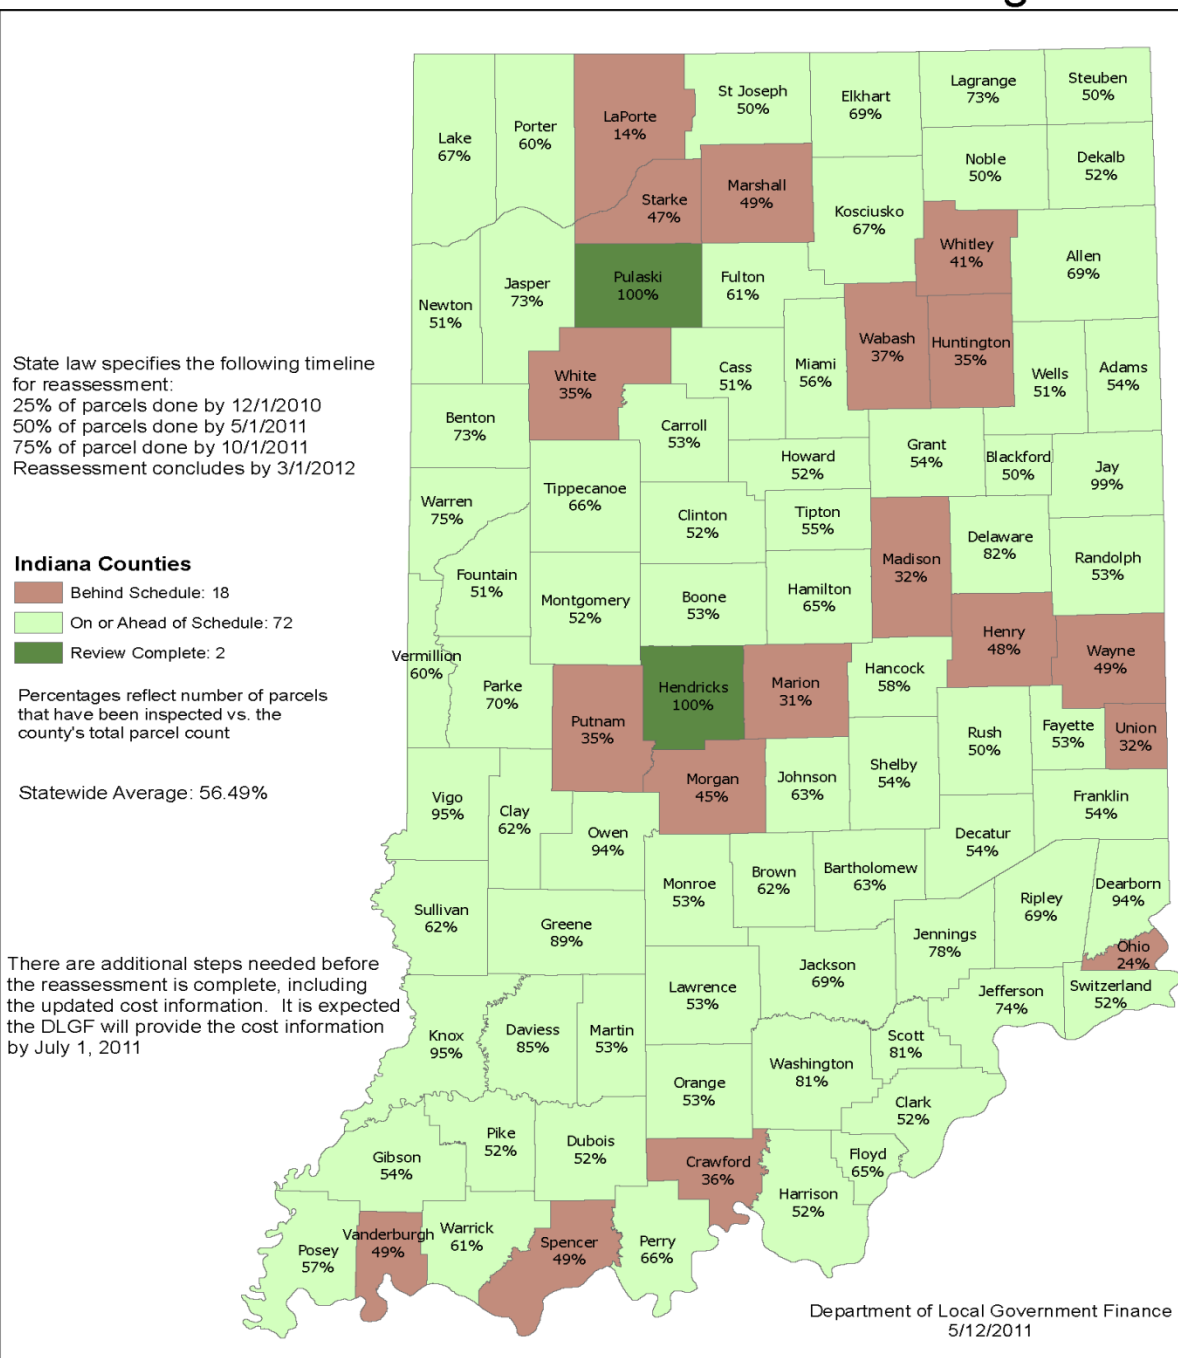 St Joseph
50%
Elkhart
69%
Lagrange
73%
Steuben
50%
LaPorte
14%
Porter
60%
Lake
67%
Noble
50%
Dekalb
52%
Marshall
49%
Starke
47%
Kosciusko
67%
Whitley
41%
Allen
69%
Pulaski
100%
Fulton
61%
Jasper
73%
Newton
51%
Wabash
37%
Huntington
35%
Miami
56%
Cass
51%
Wells
51%
Adams
54%
White
35%
State law specifies the following timeline
for reassessment:
25% of parcels done by 12/1/2010
50% of parcels done by 5/1/2011
75% of parcel done by 10/1/2011
Reassessment concludes by 3/1/2012
Benton
73%
Carroll
53%
Howard
52%
Grant
54%
Blackford
50%
Jay
99%
Warren
75%
Tippecanoe
66%
Clinton
52%
Tipton
55%
Madison
32%
Delaware
82%
Randolph
53%
Indiana Counties
Behind Schedule: 18
On or Ahead of Schedule: 72
Review Complete: 2
Fountain
51%
Montgomery
52%
Boone
53%
Hamilton
65%
Henry
48%
Wayne
49%
Vermillion
60%
Parke
70%
Putnam
35%
Hendricks
100%
Marion
31%
Hancock
58%
Percentages reflect number of parcels
that have been inspected vs. the
county's total parcel count
Rush
50%
Fayette
53%
Union
32%
Statewide Average: 56.49%
Vigo
95%
Clay
62%
Owen
94%
Morgan
45%
Johnson
63%
Shelby
54%
Franklin
54%
Decatur
54%
Monroe
53%
Brown
62%
Bartholomew
63%
Ripley
69%
Dearborn
94%
Sullivan
62%
Greene
89%
Jennings
78%
Ohio
24%
There are additional steps needed before
the reassessment is complete, including
the updated cost information.  It is expected
the DLGF will provide the cost information
by July 1, 2011
Jackson
69%
Lawrence
53%
Jefferson
74%
Switzerland
52%
Knox
95%
Daviess
85%
Martin
53%
Scott
81%
Washington
81%
Orange
53%
Clark
52%
Pike
52%
Dubois
52%
Gibson
54%
Crawford
36%
Floyd
65%
Harrison
52%
Posey
57%
Vanderburgh
49%
Warrick
61%
Spencer
49%
Perry
66%
Department of Local Government Finance
5/12/2011